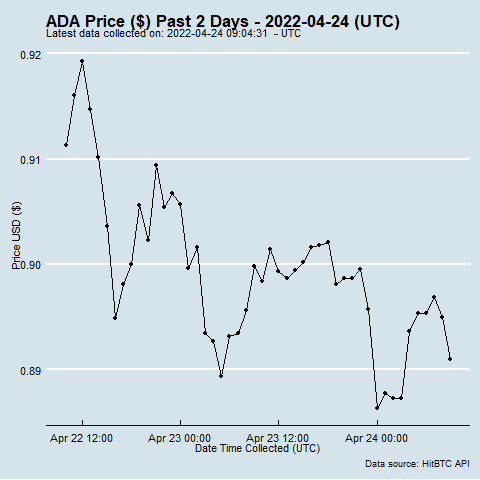 ADA Price ($) Past 2 Days - 2022-04-24 (UTC)
Latest data collected on: 2022-04-24 09:04:31 - UTC
0.92
0.91
0.90
0.89
Price USD ($)
Apr 22 12:00
Apr 23 00:00
Apr 23 12:00
Apr 24 00:00
Date Time Collected (UTC)
Data source: HitBTC API